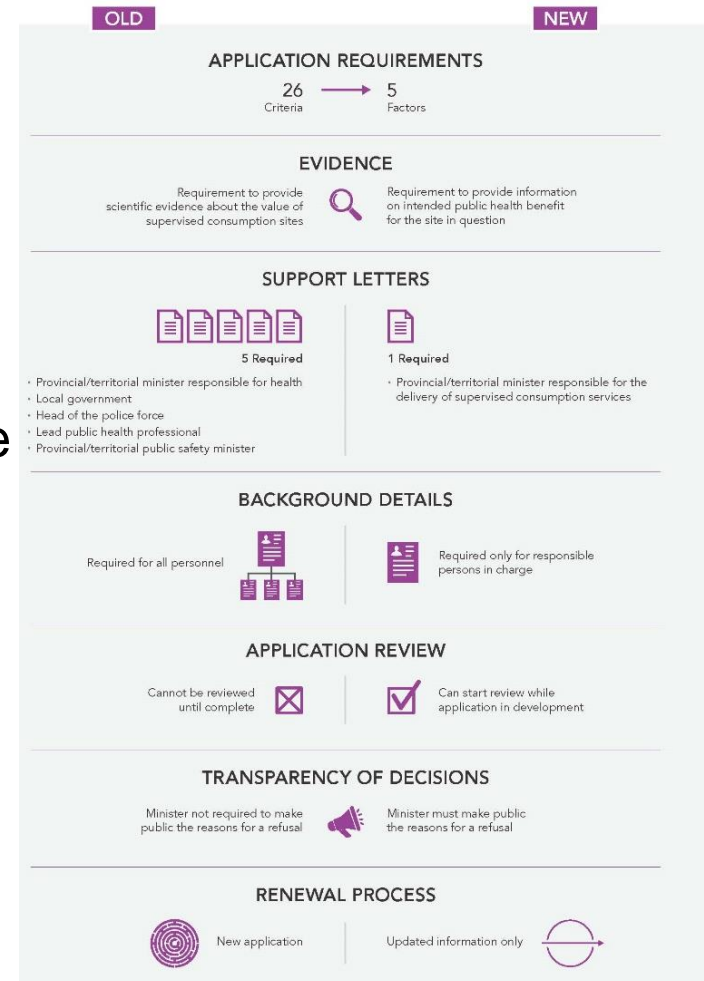 OLD
NEW
APPLICATION REQUIREMENTS
26
Criteria
5
Factors
EVIDENCE
Requirement to provide
scientific evidence about the value of
supervised consumption sites
Requirement to provide information
on intended public health benefit
for the site in question
SUPPORT LETTERS
5 Required
• Provincial/territorial minister responsible for health
• Local government
• Head of the police force
• Lead public health professional
• Provincial/territorial public safety minister
1 Required
• Provincial/territorial minister responsible for the
delivery of supervised consumption services
e
BACKGROUND DETAILS
Required for all personnel
Required only for responsible
persons in charge
APPLICATION REVIEW
Cannot be reviewed
until complete
Can start review while
application in development
TRANSPARENCY OF DECISIONS
Minister not required to make
public the reasons for a refusal
Minister must make public
the reasons for a refusal
RENEWAL PROCESS
New application
Updated information only